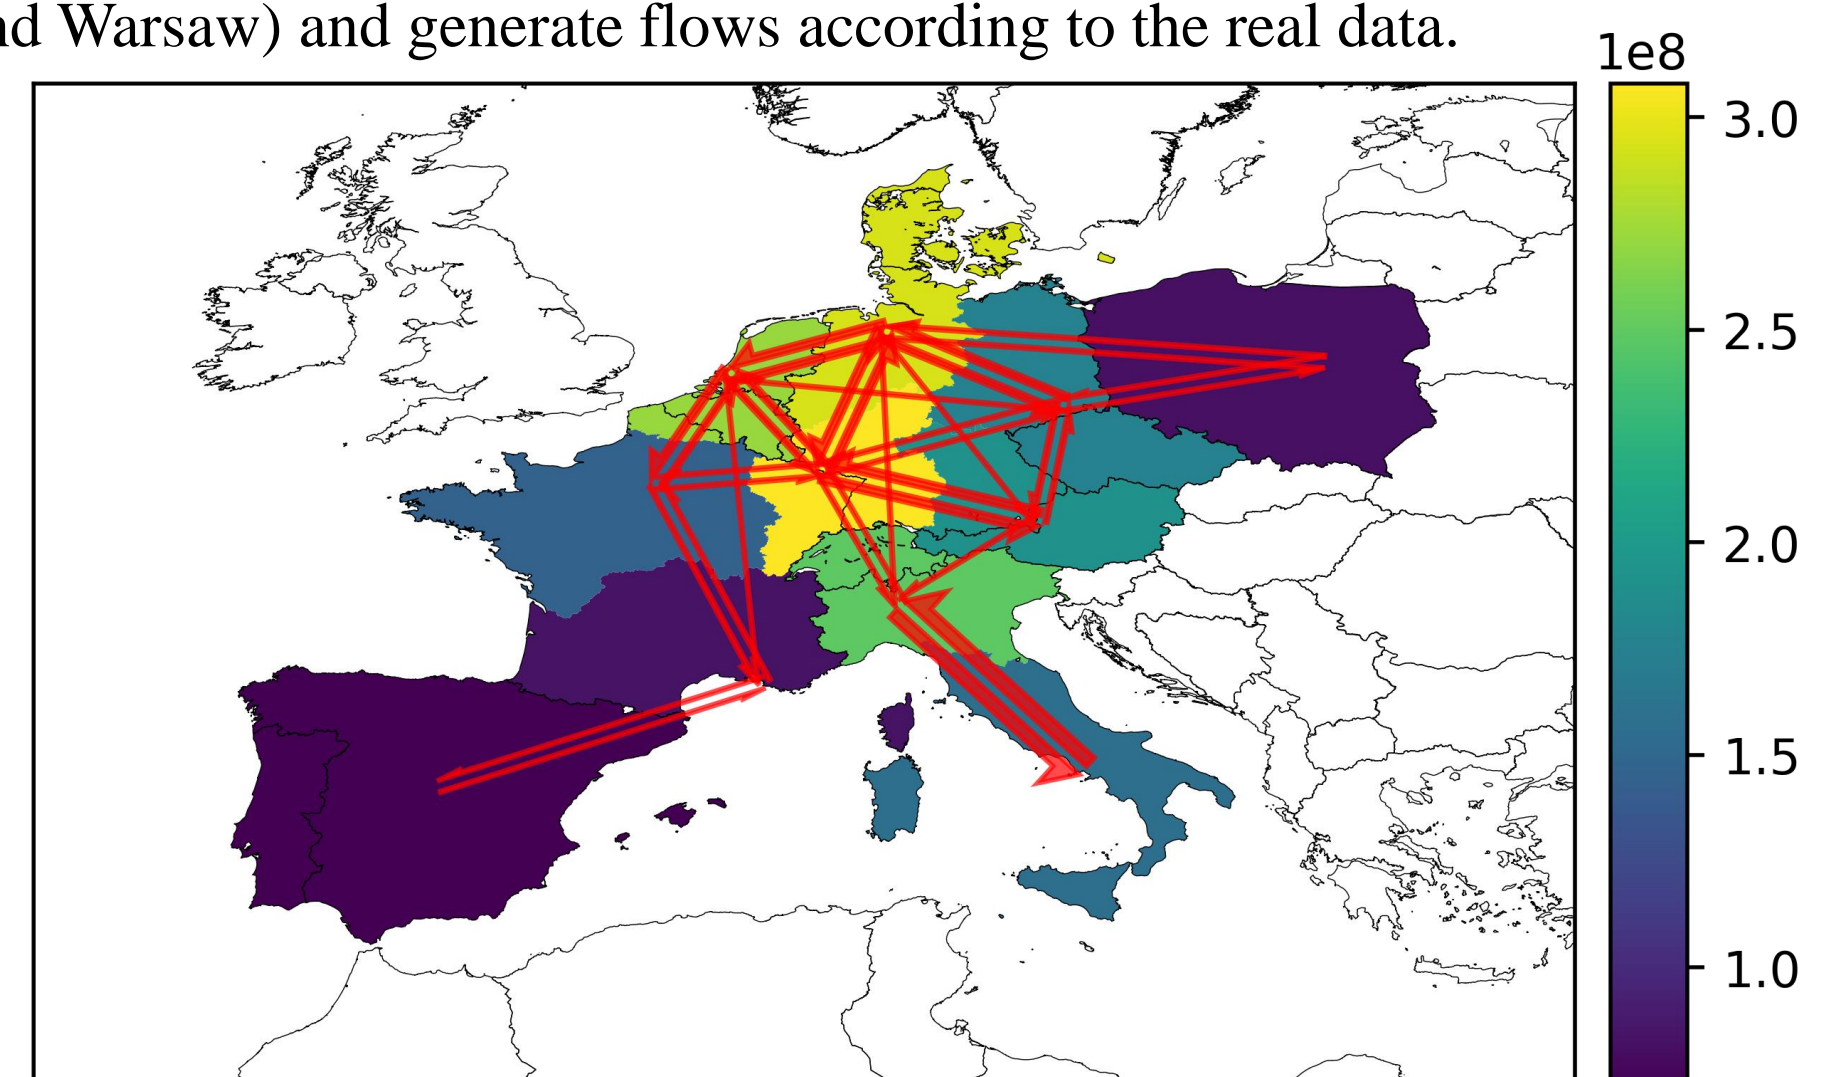 nd Warsaw) and generate flows according to the real data.
1e8
3.0
2.5
2.0
1.5
1.0